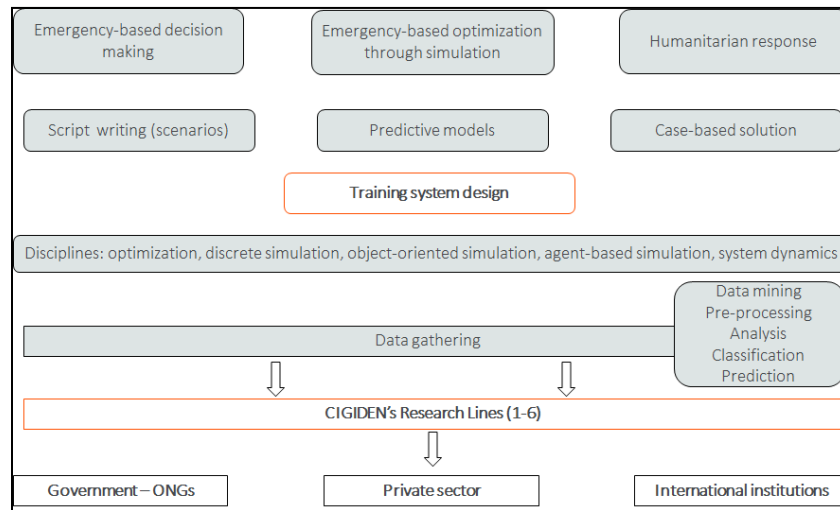 Emergency-based decision
making
Emergency-based optimization
through simulation
Humanitarian response
Script writing (scenarios)
Predictive models
Case-based solution
Training system design
Disciplines: optimization, discrete simulation, object-oriented simulation, agent-based simulation, system dynamics
Data gathering
Data mining
Pre-processing
Analysis
Classification
Prediction
CIGIDEN's Research Lines (1-6)
Government – ONGs
Private sector
International institutions